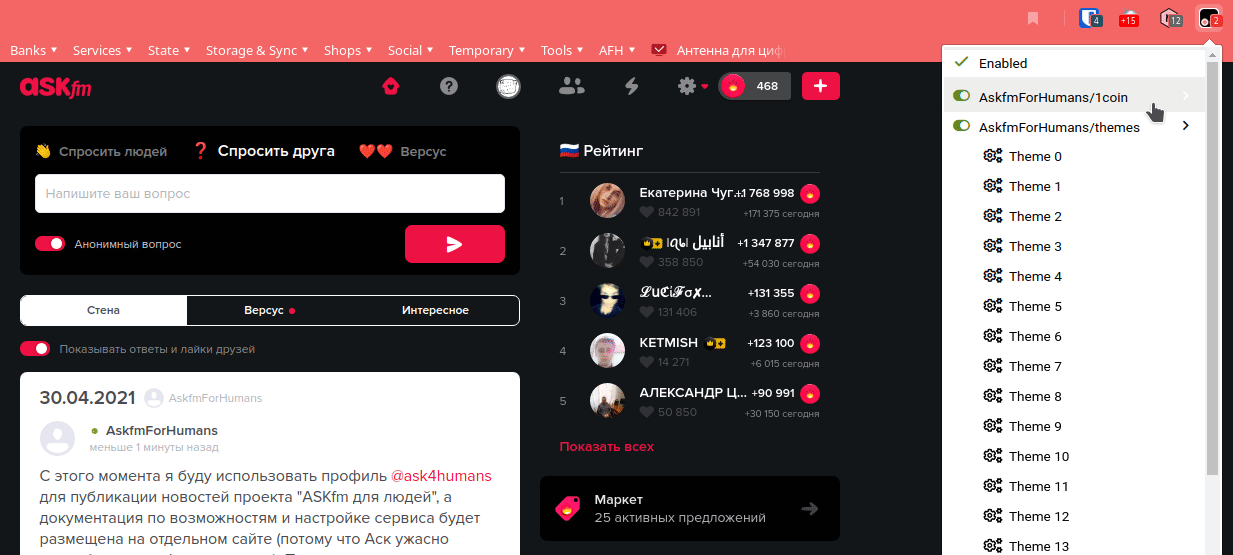 4
+15
12
2
Banks Services State Storage & Sync Shops Social Temporary Tools AFH Антенна для циф
ASKfm
468
Спросить людей Спросить друга Версус
Напишите ваш вопрос
Анонимный вопрос
Стена Версус Интересное
Показывать ответы и лайки друзей
30.04.2021 AskfmForHumans
AskfmForHumans
меньше 1 минуты назад
С этого момента я буду использовать профиль @ask4humans
для публикации новостей проекта "ASKfm для людей", а
документация по возможностям и настройке сервиса будет
размещена на отдельном сайте (потому что Аск ужасно
Рейтинг
1 Екатерина Чуг... 1 768 998
842 891 +171 375 сегодня
2 أنابيل +1 347 877
358 850 +54 030 сегодня
3 +131 355
131 406 +3 860 сегодня
4 KETMISH +123 100
14 271 +6 015 сегодня
5 АЛЕКСАНДР Ц... +90 991
50 850 +30 150 сегодня
Показать всех
Маркет
25 активных предложений
Enabled
AskfmForHumans/1coin
AskfmForHumans/themes
Theme 0
Theme 1
Theme 2
Theme 3
Theme 4
Theme 5
Theme 6
Theme 7
Theme 8
Theme 9
Theme 10
Theme 11
Theme 12
Theme 13